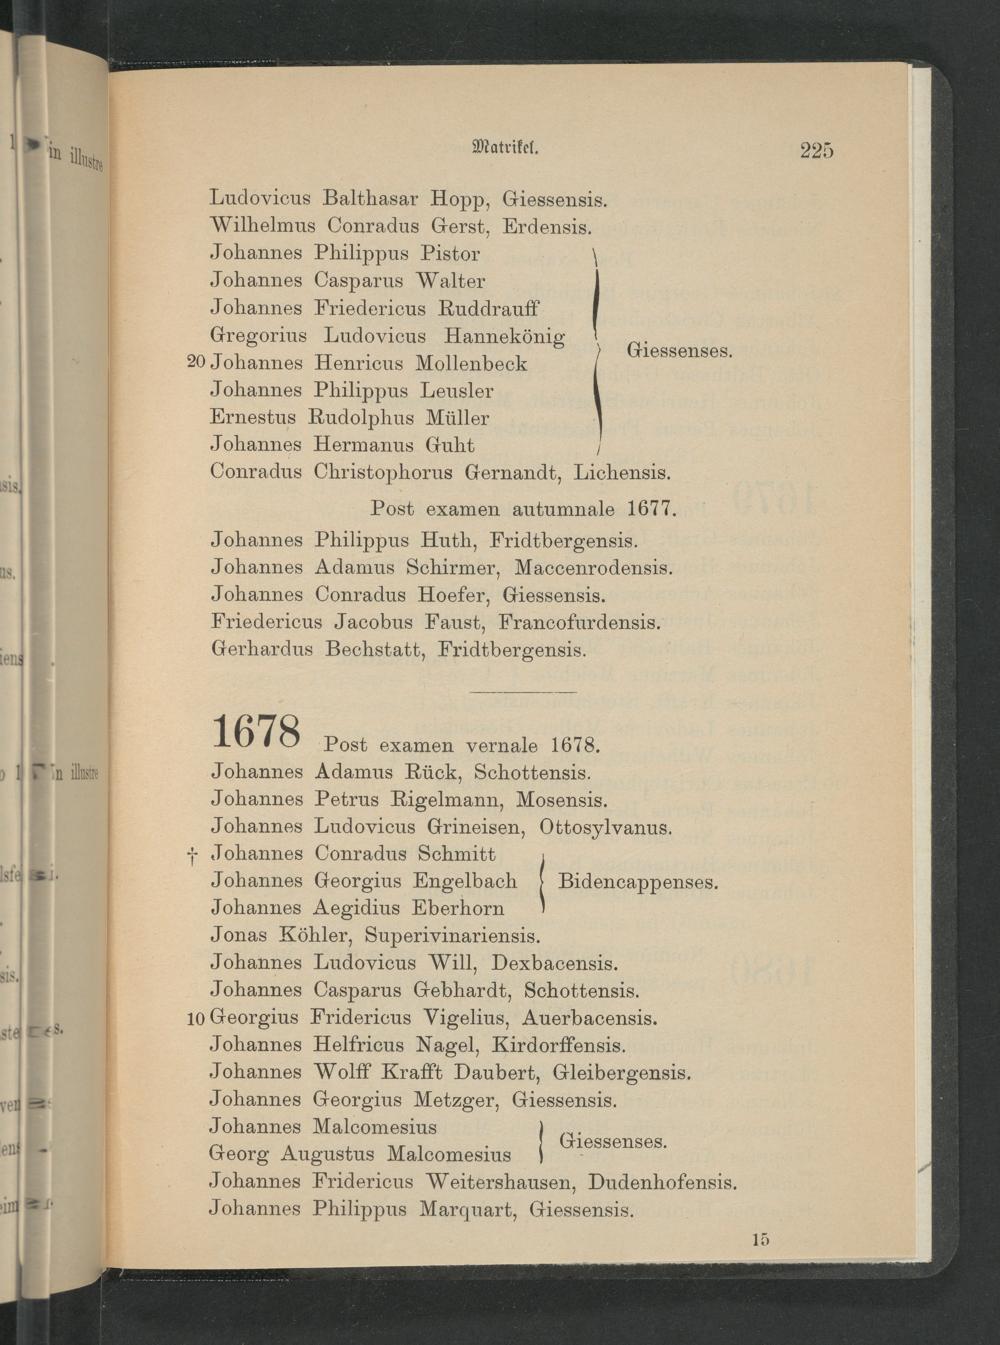 Matrikel.
225
Ludovicus Balthasar Hopp, Giessensis.
Wilhelmus Conradus Gerst, Erdensis.
Johannes Philippus Pistor
Johannes Casparus Walter
Johannes Friedericus Ruddrauff
Gregorius Ludovicus Hannekönig
Giessenses.
20 Johannes Henricus Mollenbeck
Johannes Philippus Leusler
Ernestus Rudolphus Müller
Johannes Hermanus Guht
Conradus Christophorus Gernandt, Lichensis.
Post examen autumnale 1677.
Johannes Philippus Huth, Fridtbergensis.
Johannes Adamus Schirmer, Maccenrodensis.
Johannes Conradus Hoefer, Giessensis.
Friedericus Jacobus Faust, Francofurdensis.
Gerhardus Bechstatt, Fridtbergensis.
1678 Post examen vernale 1678.
Johannes Adamus Rück, Schottensis.
Johannes Petrus Rigelmann, Mosensis.
Johannes Ludovicus Grineisen, Ottosylvanus.
† Johannes Conradus Schmitt
Johannes Georgius Engelbach } Bidencappenses.
Johannes Aegidius Eberhorn
Jonas Köhler, Superivinariensis.
Johannes Ludovicus Will, Dexbacensis.
Johannes Casparus Gebhardt, Schottensis.
10 Georgius Fridericus Vigelius, Auerbacensis.
Johannes Helfricus Nagel, Kirdorffensis.
Johannes Wolff Krafft Daubert, Gleibergensis.
Johannes Georgius Metzger, Giessensis.
Johannes Malcomesius
Giessenses.
Georg Augustus Malcomesius
Johannes Fridericus Weitershausen, Dudenhofensis.
Johannes Philippus Marquart, Giessensis.
15
in illustre